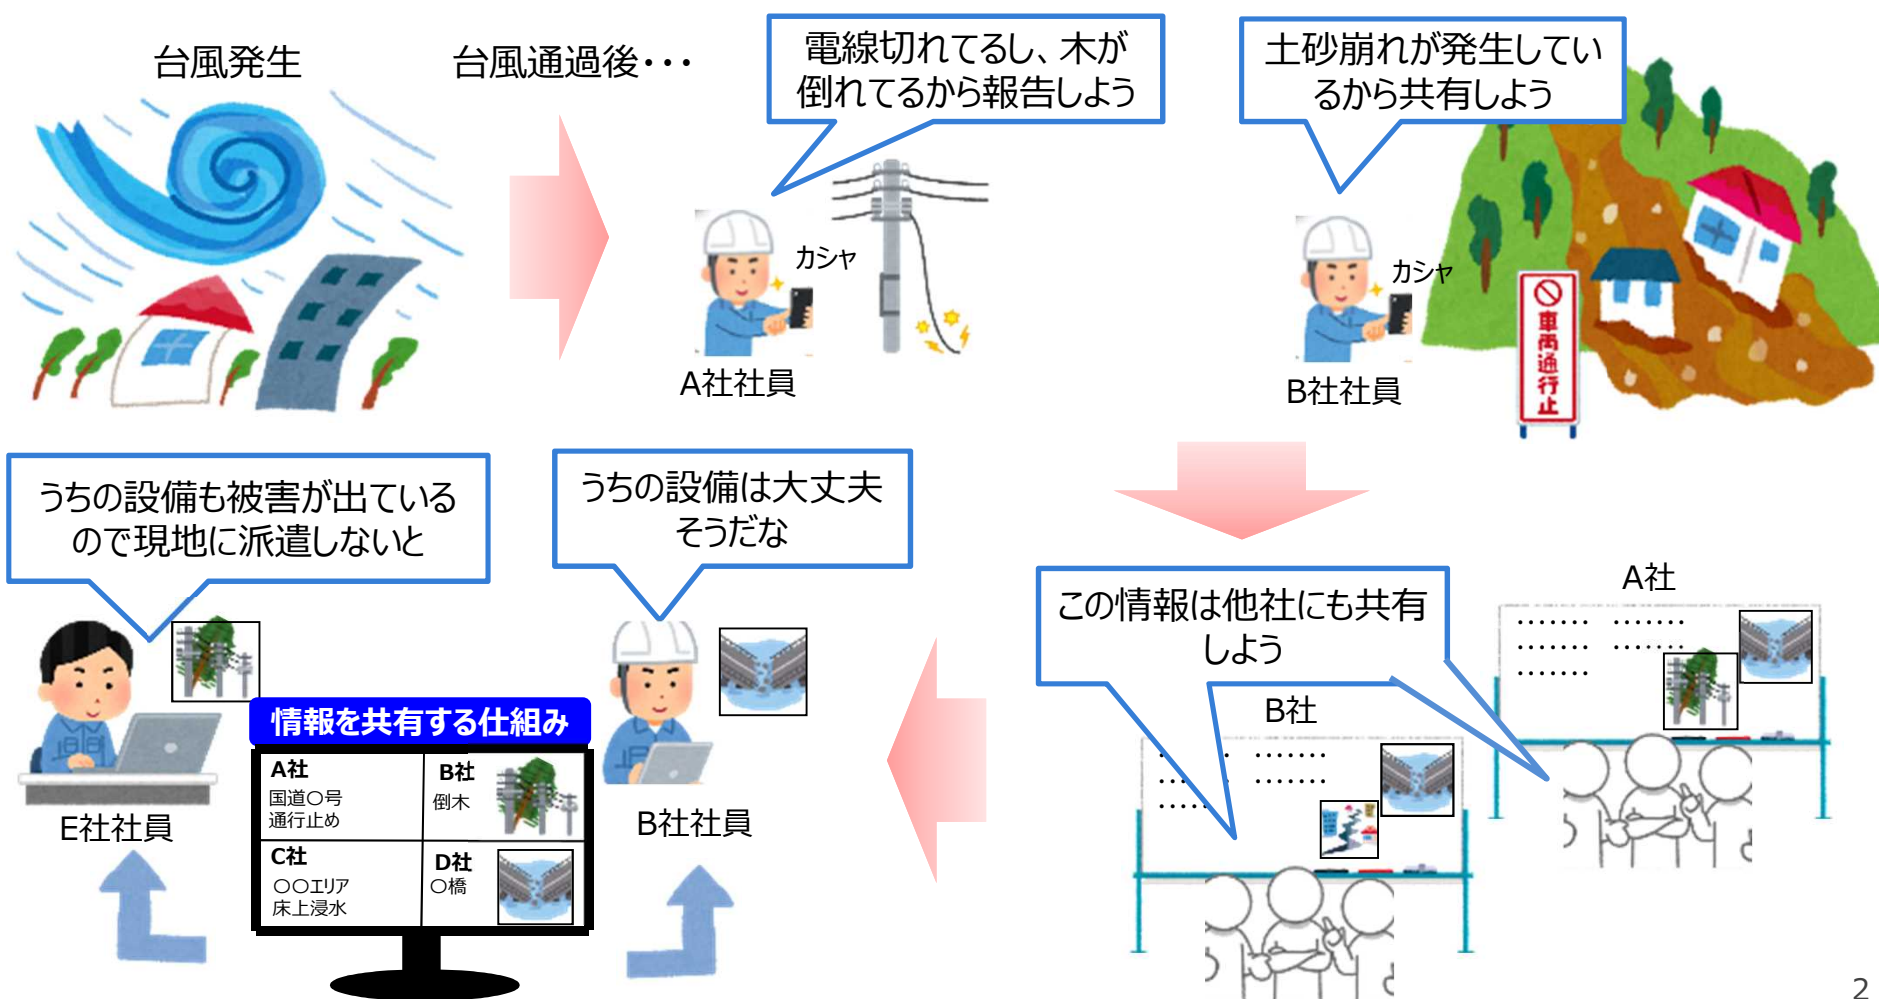 台風発生
台風通過後・・・
電線切れてるし、木が
倒れてるから報告しよう
土砂崩れが発生してい
るから共有しよう
カシャ
カシャ
車両通行止
A社社員
B社社員
うちの設備も被害が出ている
ので現地に派遣しないと
うちの設備は大丈夫
そうだな
この情報は他社にも共有
しよう
A社
・・・・・・・ ・・・・・・・
・・・・・・・ ・・・・・・・
・・・・・・・
B社
・・・・・・・ ・・・・・・・
・・・・・ ・・・・・・・
・・・・・
情報を共有する仕組み
A社
国道〇号
通行止め
B社
倒木
C社
〇〇エリア
床上浸水
D社
〇橋
E社社員
B社社員
2